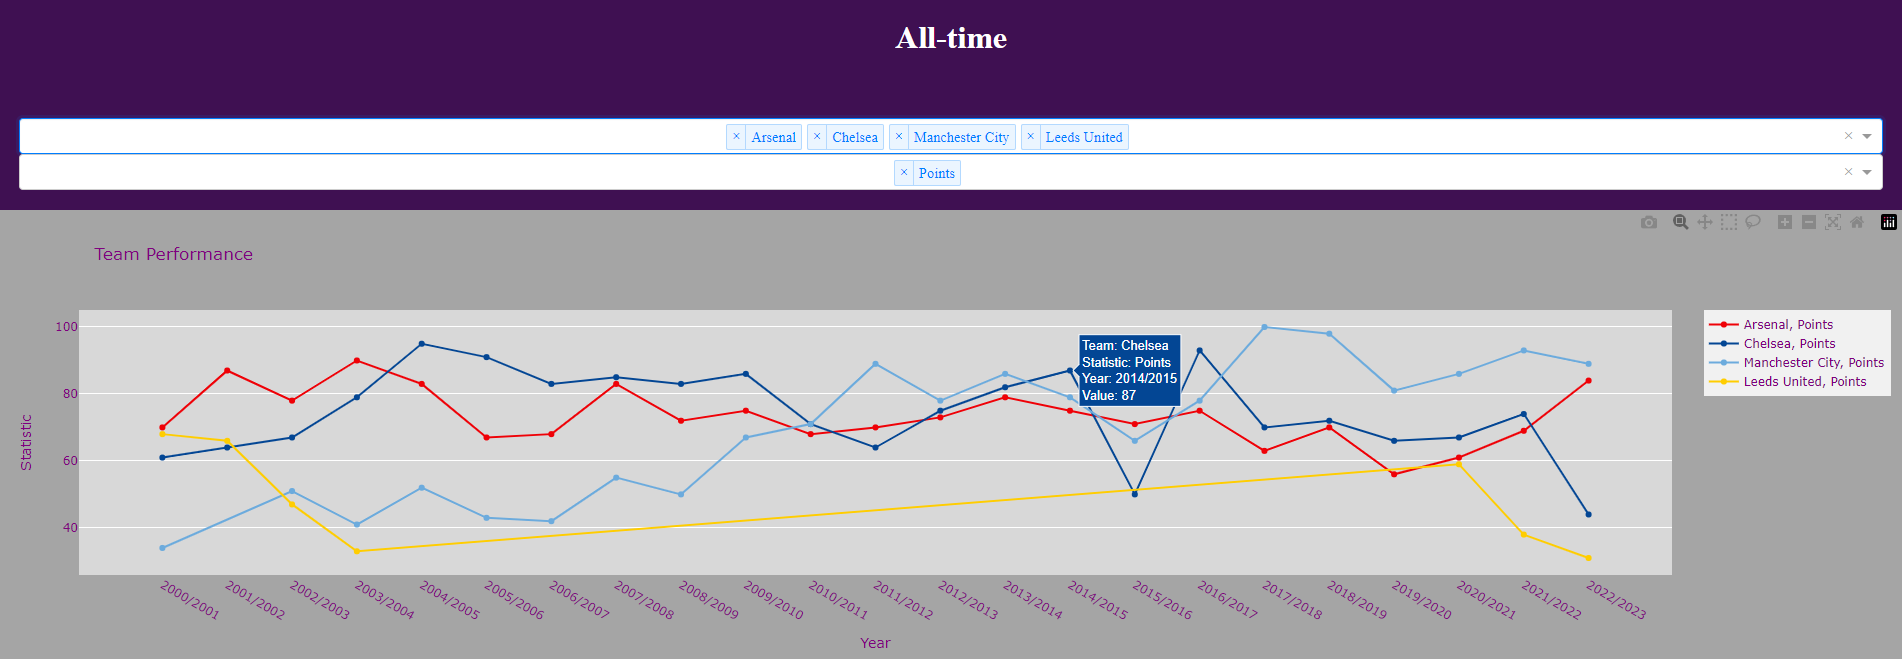 All-time
× Arsenal × Chelsea × Manchester City × Leeds United ×
× Points ×
Team Performance
Statistic
100
80
60
40
Team: Chelsea
Statistic: Points
Year: 2014/2015
Value: 87
Arsenal, Points
Chelsea, Points
Manchester City, Points
Leeds United, Points
2000/2001
2001/2002
2002/2003
2003/2004
2004/2005
2005/2006
2006/2007
2007/2008
2008/2009
2009/2010
2010/2011
2011/2012
2012/2013
2013/2014
2014/2015
2015/2016
2016/2017
2017/2018
2018/2019
2019/2020
2020/2021
2021/2022
2022/2023
Year